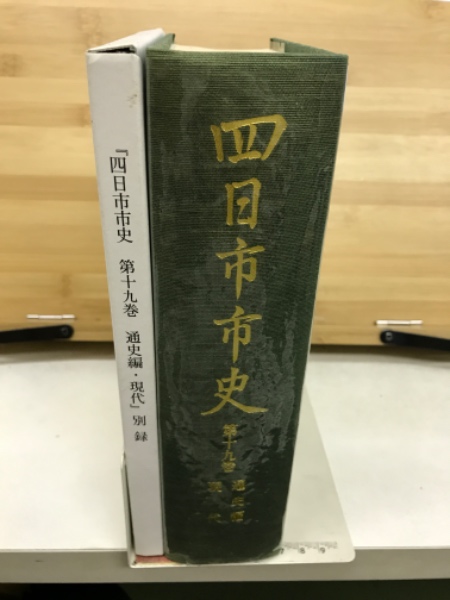 『四日市市史 第十九巻 通史編・現代』別録
四日市市史
第十九巻 通史編
現代